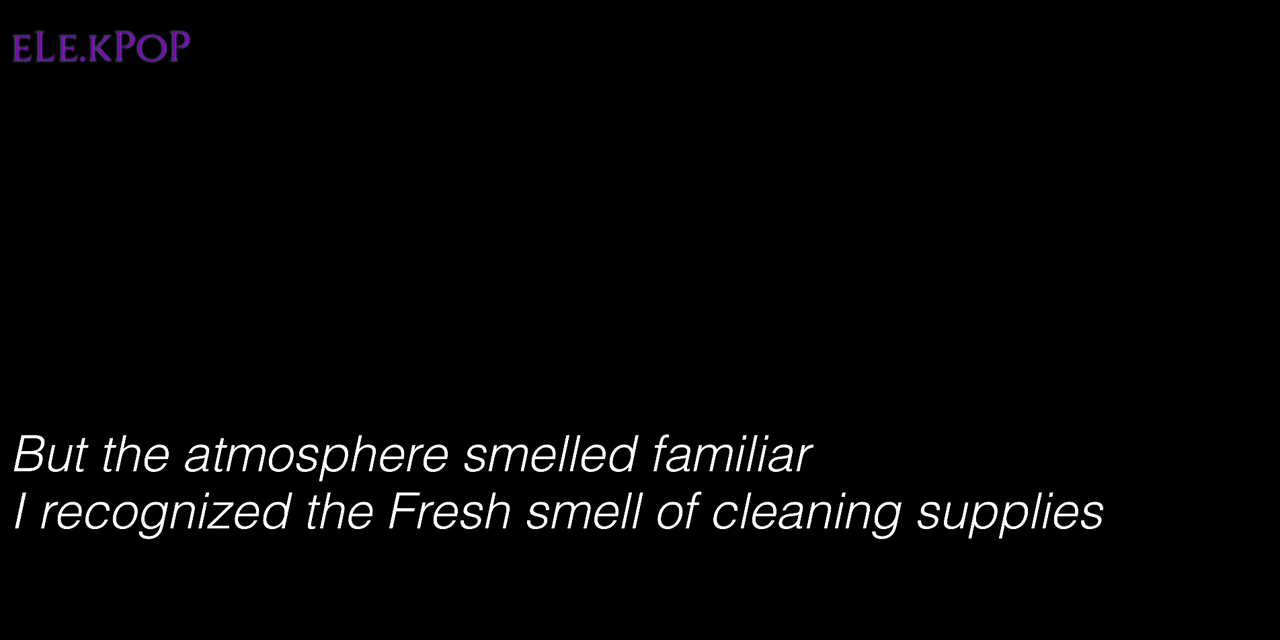 eLe.kPoP
But the atmosphere smelled familiar
I recognized the Fresh smell of cleaning supplies